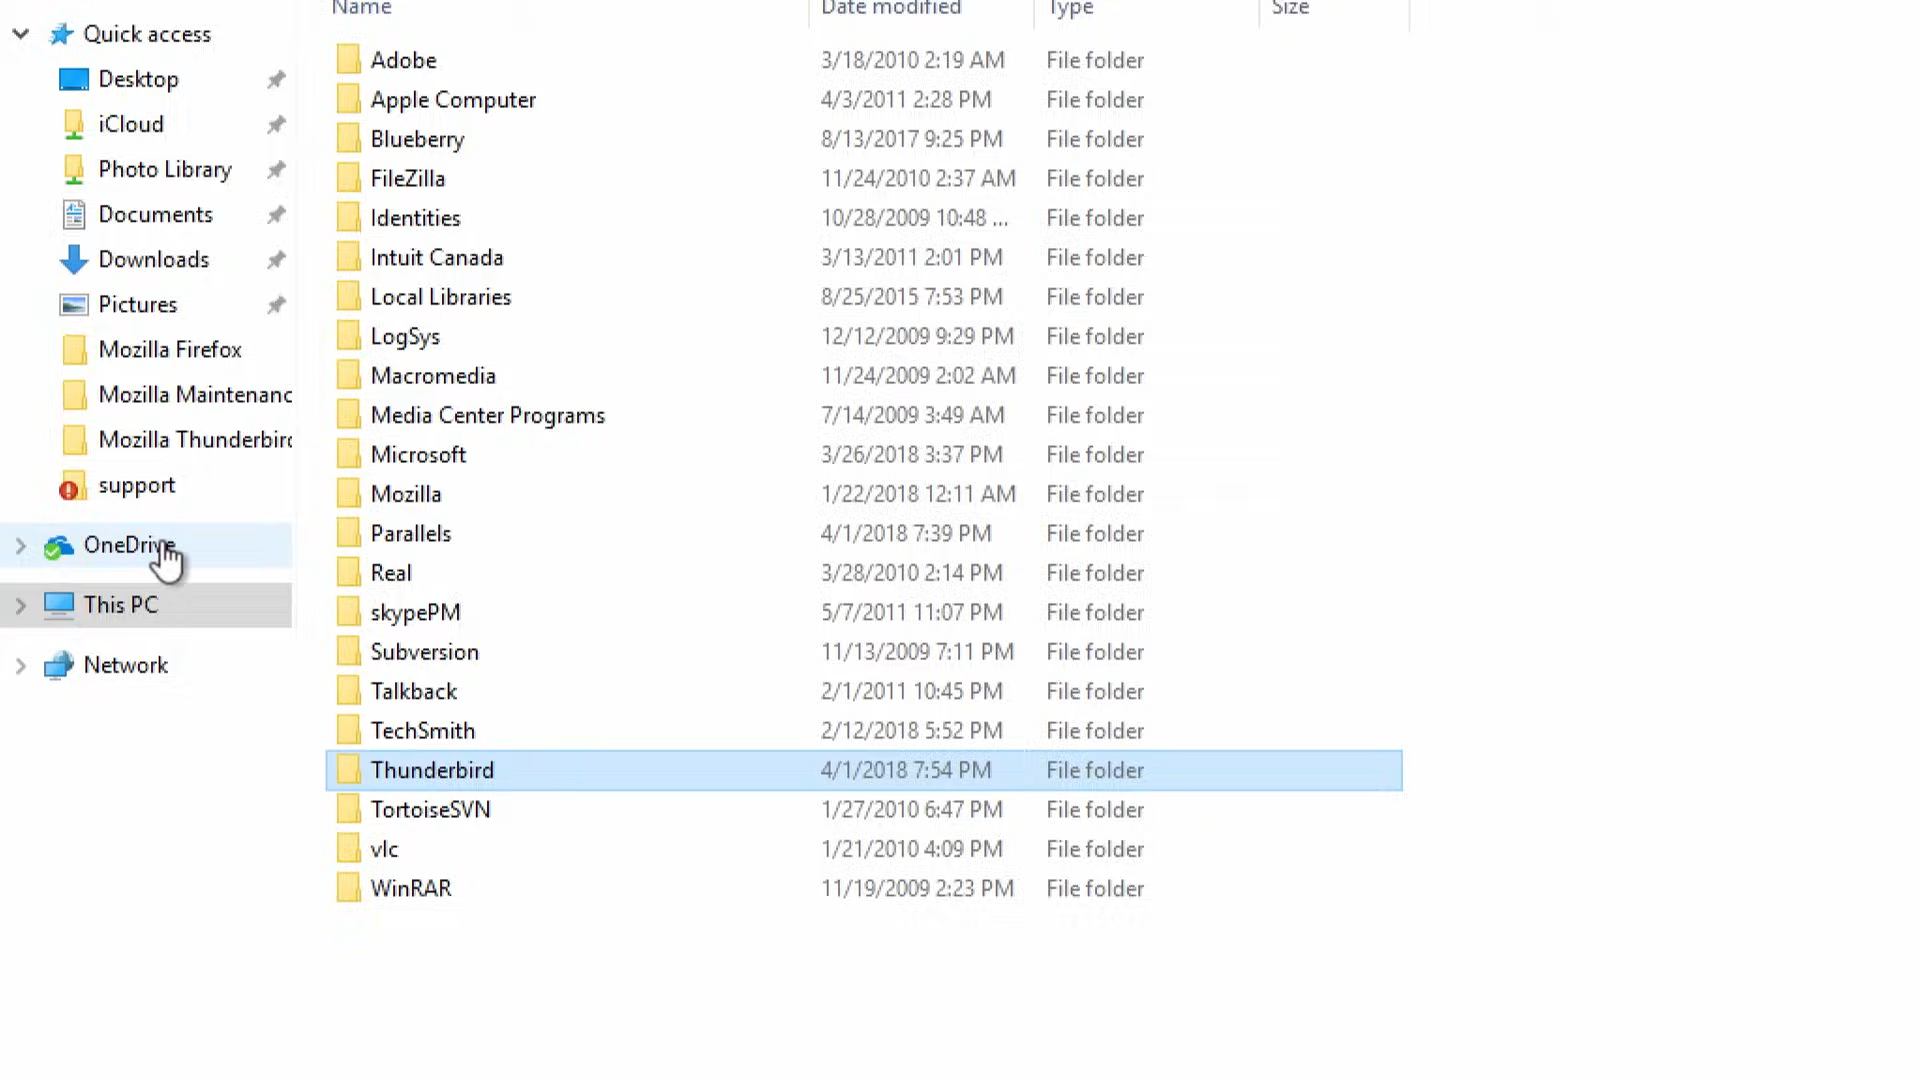 Name Date modified Type Size
Quick access
Desktop
iCloud
Photo Library
Documents
Downloads
Pictures
Mozilla Firefox
Mozilla Maintenanc
Mozilla Thunderbird
support
OneDrive
This PC
Network
Adobe 3/18/2010 2:19 AM File folder
Apple Computer 4/3/2011 2:28 PM File folder
Blueberry 8/13/2017 9:25 PM File folder
FileZilla 11/24/2010 2:37 AM File folder
Identities 10/28/2009 10:48 ... File folder
Intuit Canada 3/13/2011 2:01 PM File folder
Local Libraries 8/25/2015 7:53 PM File folder
LogSys 12/12/2009 9:29 PM File folder
Macromedia 11/24/2009 2:02 AM File folder
Media Center Programs 7/14/2009 3:49 AM File folder
Microsoft 3/26/2018 3:37 PM File folder
Mozilla 1/22/2018 12:11 AM File folder
Parallels 4/1/2018 7:39 PM File folder
Real 3/28/2010 2:14 PM File folder
skypePM 5/7/2011 11:07 PM File folder
Subversion 11/13/2009 7:11 PM File folder
Talkback 2/1/2011 10:45 PM File folder
TechSmith 2/12/2018 5:52 PM File folder
Thunderbird 4/1/2018 7:54 PM File folder
TortoiseSVN 1/27/2010 6:47 PM File folder
vlc 1/21/2010 4:09 PM File folder
WinRAR 11/19/2009 2:23 PM File folder